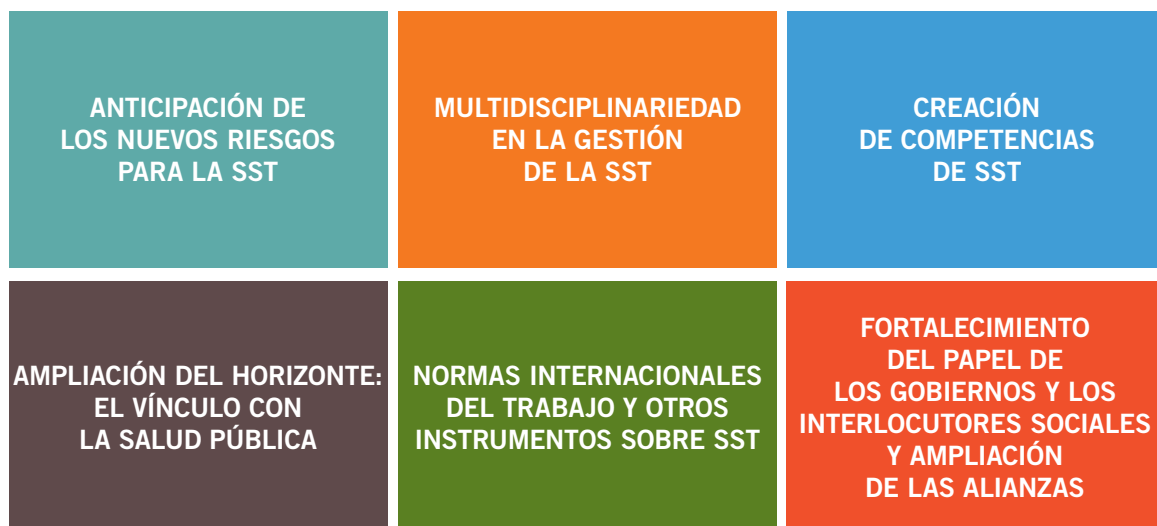 ANTICIPACIÓN DE
LOS NUEVOS RIESGOS
PARA LA SST
MULTIDISCIPLINARIEDAD
EN LA GESTIÓN
DE LA SST
CREACIÓN
DE COMPETENCIAS
DE SST
AMPLIACIÓN DEL HORIZONTE:
EL VÍNCULO CON
LA SALUD PÚBLICA
NORMAS INTERNACIONALES
DEL TRABAJO Y OTROS
INSTRUMENTOS SOBRE SST
FORTALECIMIENTO
DEL PAPEL DE
LOS GOBIERNOS Y LOS
INTERLOCUTORES SOCIALES
Y AMPLIACIÓN
DE LAS ALIANZAS